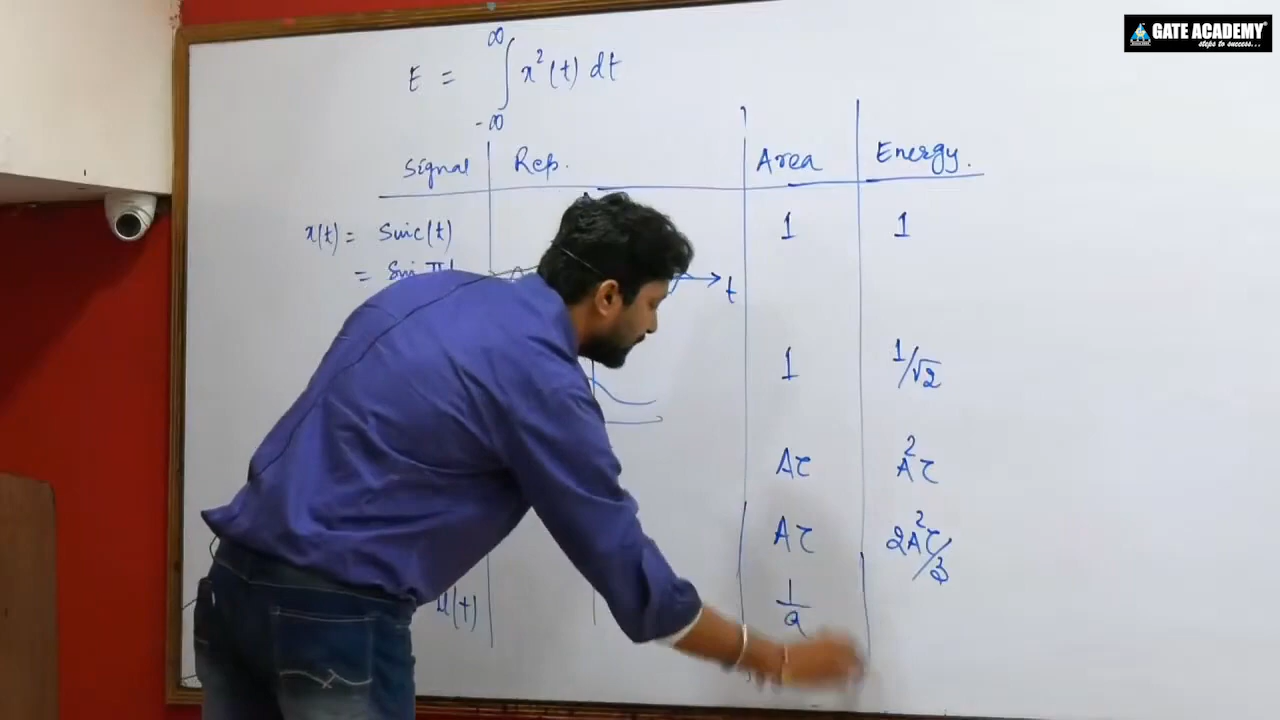 GATE ACADEMY
steps to success...
E = ∫ x²(t) dt
∞
-∞
Signal Rep. Area Energy.
x(t) = Sinc(t) 1 1
= Sin π
t
1 1/√2
Aτ A²τ
Aτ 2A²τ/3
u(t) 1/a